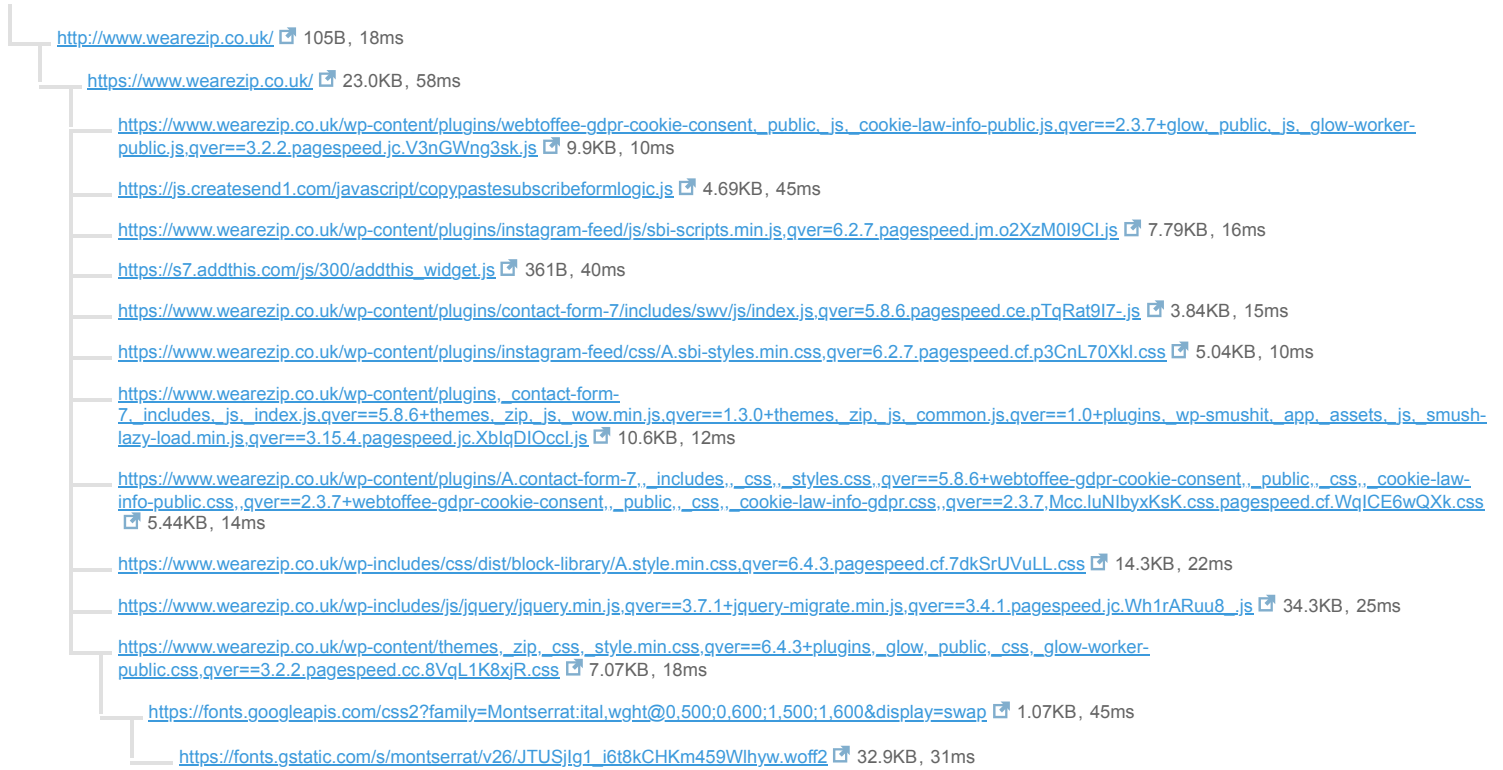 http://www.wearezip.co.uk/ 105B, 18ms
https://www.wearezip.co.uk/ 23.0KB, 58ms
https://www.wearezip.co.uk/wp-content/plugins/webtoffee-gdpr-cookie-consent,_public,_js,_cookie-law-info-public.js,qver==2.3.7+glow,_public,_js,_glow-worker-
public.js,qver==3.2.2.pagespeed.jc.V3nGWng3sk.js 9.9KB, 10ms
https://js.createsend1.com/javascript/copypastesubscribeformlogic.js 4.69KB, 45ms
https://www.wearezip.co.uk/wp-content/plugins/instagram-feed/js/sbi-scripts.min.js,qver=6.2.7.pagespeed.jm.o2XzM0I9CI.js 7.79KB, 16ms
https://s7.addthis.com/js/300/addthis_widget.js 361B, 40ms
https://www.wearezip.co.uk/wp-content/plugins/contact-form-7/includes/swv/js/index.js,qver=5.8.6.pagespeed.ce.pTqRat9I7-.js 3.84KB, 15ms
https://www.wearezip.co.uk/wp-content/plugins/instagram-feed/css/A.sbi-styles.min.css,qver=6.2.7.pagespeed.cf.p3CnL70Xkl.css 5.04KB, 10ms
https://www.wearezip.co.uk/wp-content/plugins,_contact-form-
7,_includes,_js,_index.js,qver==5.8.6+themes,_zip,_js,_wow.min.js,qver==1.3.0+themes,_zip,_js,_common.js,qver==1.0+plugins,_wp-smushit,_app,_assets,_js,_smush-
lazy-load.min.js,qver==3.15.4.pagespeed.jc.XbIqDIOccI.js 10.6KB, 12ms
https://www.wearezip.co.uk/wp-content/plugins/A.contact-form-7,,_includes,,_css,,_styles.css,,qver==5.8.6+webtoffee-gdpr-cookie-consent,,_public,,_css,,_cookie-law-
info-public.css,,qver==2.3.7+webtoffee-gdpr-cookie-consent,,_public,,_css,,_cookie-law-info-gdpr.css,,qver==2.3.7,Mcc.luNIbyxKsK.css.pagespeed.cf.WqICE6wQXk.css
5.44KB, 14ms
https://www.wearezip.co.uk/wp-includes/css/dist/block-library/A.style.min.css,qver=6.4.3.pagespeed.cf.7dkSrUVuLL.css 14.3KB, 22ms
https://www.wearezip.co.uk/wp-includes/js/jquery/jquery.min.js,qver==3.7.1+jquery-migrate.min.js,qver==3.4.1.pagespeed.jc.Wh1rARuu8_.js 34.3KB, 25ms
https://www.wearezip.co.uk/wp-content/themes,_zip,_css,_style.min.css,qver==6.4.3+plugins,_glow,_public,_css,_glow-worker-
public.css,qver==3.2.2.pagespeed.cc.8VqL1K8xjR.css 7.07KB, 18ms
https://fonts.googleapis.com/css2?family=Montserrat:ital,wght@0,500;0,600;1,500;1,600&display=swap 1.07KB, 45ms
https://fonts.gstatic.com/s/montserrat/v26/JTUSjIg1_i6t8kCHKm459Wlhyw.woff2 32.9KB, 31ms